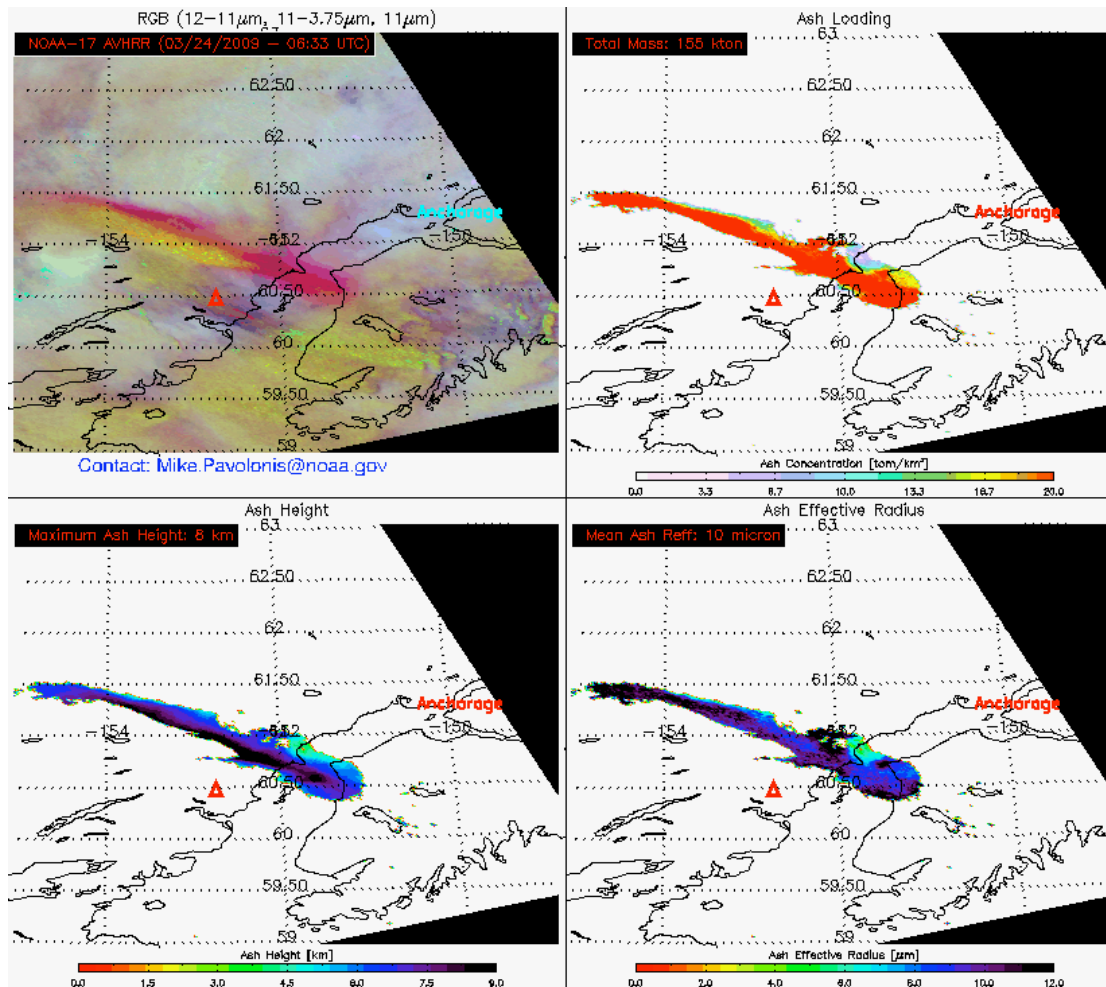 RGB (12−11μm, 11−3.75μm, 11μm)
NOAA−17 AVHRR (03/24/2009 − 06:33 UTC)
62.50
62
61.50
Anchorage
−154
−150
60.50
60
59.50
59
Contact: Mike.Pavolonis@noaa.gov
Ash Loading
Total Mass: 155 kton
63
62.50
62
61.50
Anchorage
−154
−150
60.50
60
59.50
59
Ash Concentration [tom/km²]
0.0 3.3 6.7 10.0 13.3 16.7 20.0
Ash Height
Maximum Ash Height: 8 km
63
62.50
62
61.50
Anchorage
−154
−150
60.50
60
59.50
59
Ash Height [km]
0.0 1.5 3.0 4.5 6.0 7.5 9.0
Ash Effective Radius
Mean Ash Reff: 10 micron
63
62.50
62
61.50
Anchorage
−154
−150
60.50
60
59.50
59
Ash Effective Radius [μm]
0.0 2.0 4.0 6.0 8.0 10.0 12.0